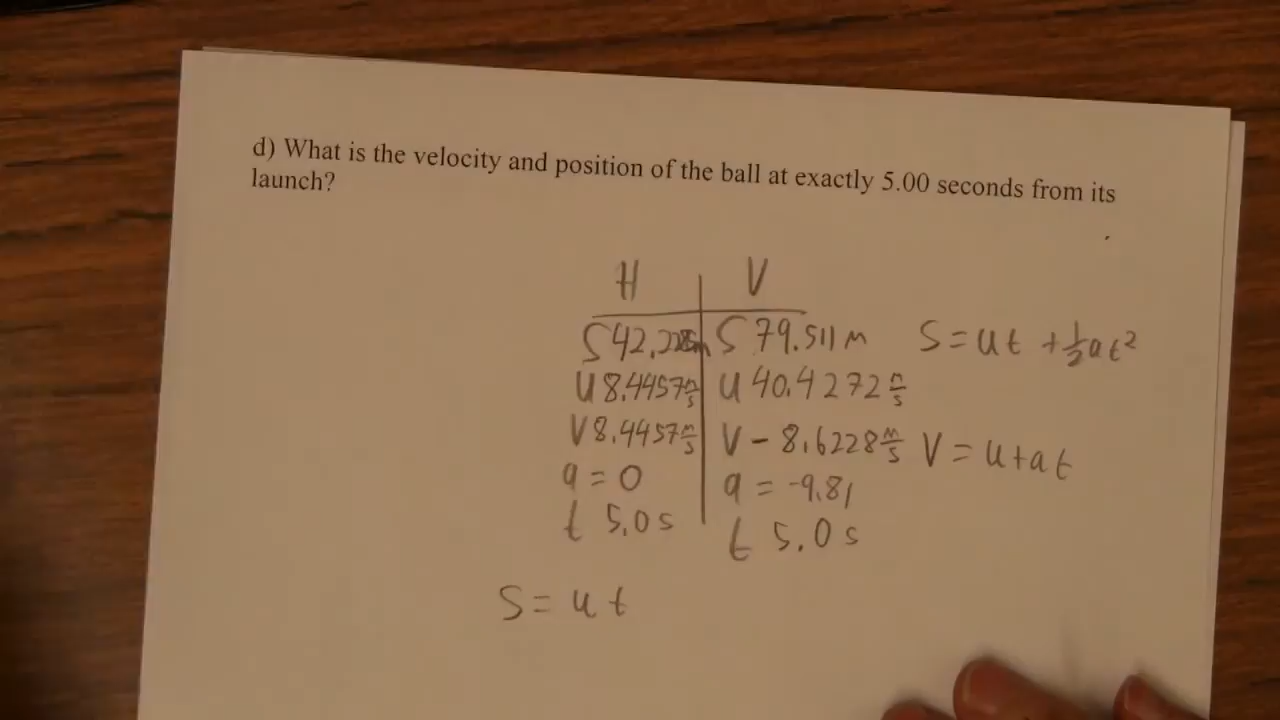 d) What is the velocity and position of the ball at exactly 5.00 seconds from its
launch?
H V
S 42.228m S 79.511 m S = ut + ½at²
U 8.4457 m/s U 40.4272 m/s
V 8.4457 m/s V - 8.6228 m/s V = u + at
a = 0 a = -9.81
t 5.0 s t 5.0 s
S = ut